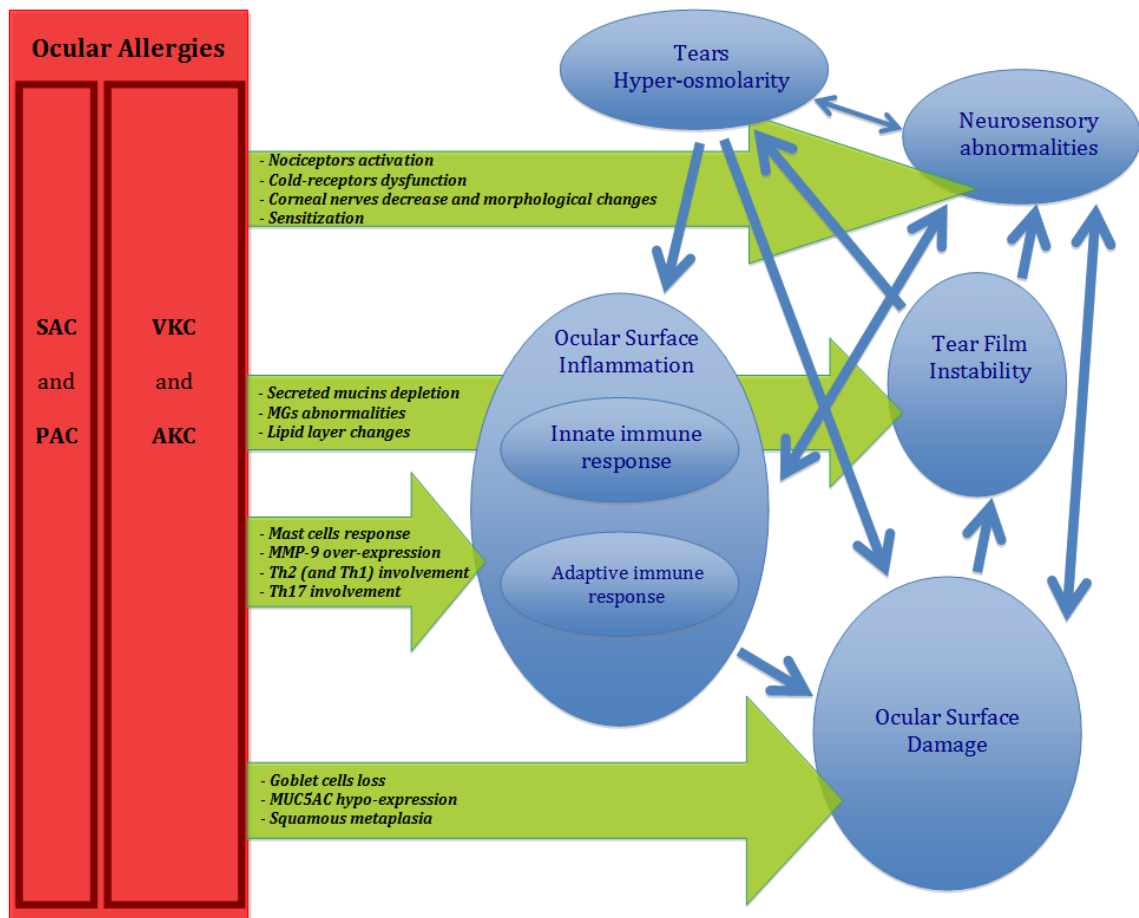 Ocular Allergies
SAC
and
PAC
VKC
and
AKC
- Nociceptors activation
- Cold-receptors dysfunction
- Corneal nerves decrease and morphological changes
- Sensitization
- Secreted mucins depletion
- MGs abnormalities
- Lipid layer changes
- Mast cells response
- MMP-9 over-expression
- Th2 (and Th1) involvement
- Th17 involvement
- Goblet cells loss
- MUC5AC hypo-expression
- Squamous metaplasia
Tears
Hyper-osmolarity
Neurosensory
abnormalities
Ocular Surface
Inflammation
Innate immune
response
Adaptive immune
response
Tear Film
Instability
Ocular Surface
Damage